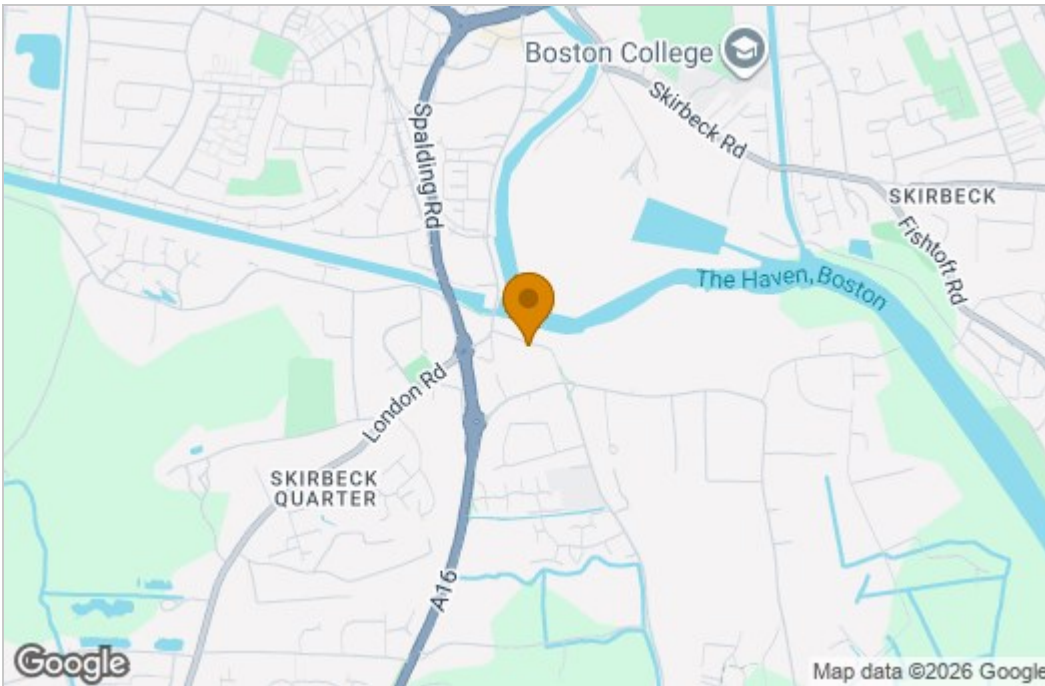 Boston College
Skirbeck Rd
Spalding Rd
SKIRBECK
Fishtoft Rd
The Haven, Boston
London Rd
SKIRBECK
QUARTER
A16
Google
Map data ©2026 Google